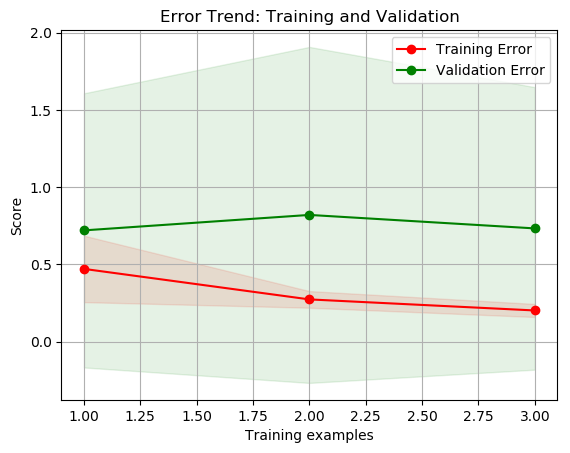 Error Trend: Training and Validation
Training Error
Validation Error
2.0
1.5
1.0
0.5
0.0
Score
1.00 1.25 1.50 1.75 2.00 2.25 2.50 2.75 3.00
Training examples